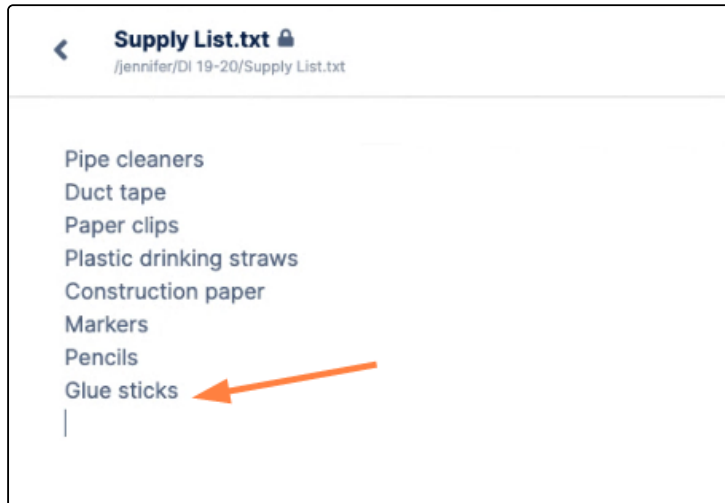 Supply List.txt
/jennifer/DI 19-20/Supply List.txt
Pipe cleaners
Duct tape
Paper clips
Plastic drinking straws
Construction paper
Markers
Pencils
Glue sticks